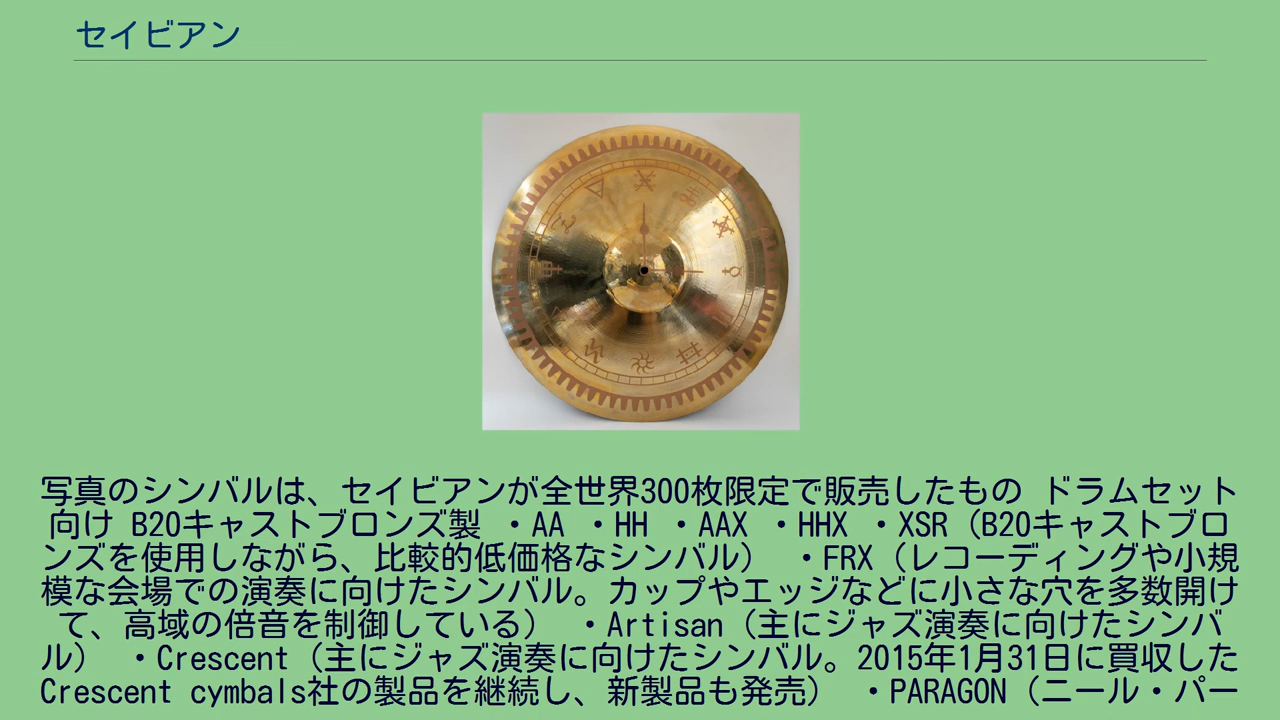 セイビアン
写真のシンバルは、セイビアンが全世界300枚限定で販売したもの ドラムセット
向け B20キャストブロンズ製 ・AA ・HH ・AAX ・HHX ・XSR（B20キャストブロ
ンズを使用しながら、比較的低価格なシンバル） ・FRX（レコーディングや小規
模な会場での演奏に向けたシンバル。カップやエッジなどに小さな穴を多数開け
て、高域の倍音を制御している） ・Artisan（主にジャズ演奏に向けたシンバ
ル） ・Crescent（主にジャズ演奏に向けたシンバル。2015年1月31日に買収した
Crescent cymbals社の製品を継続し、新製品も発売） ・PARAGON（ニール・パー